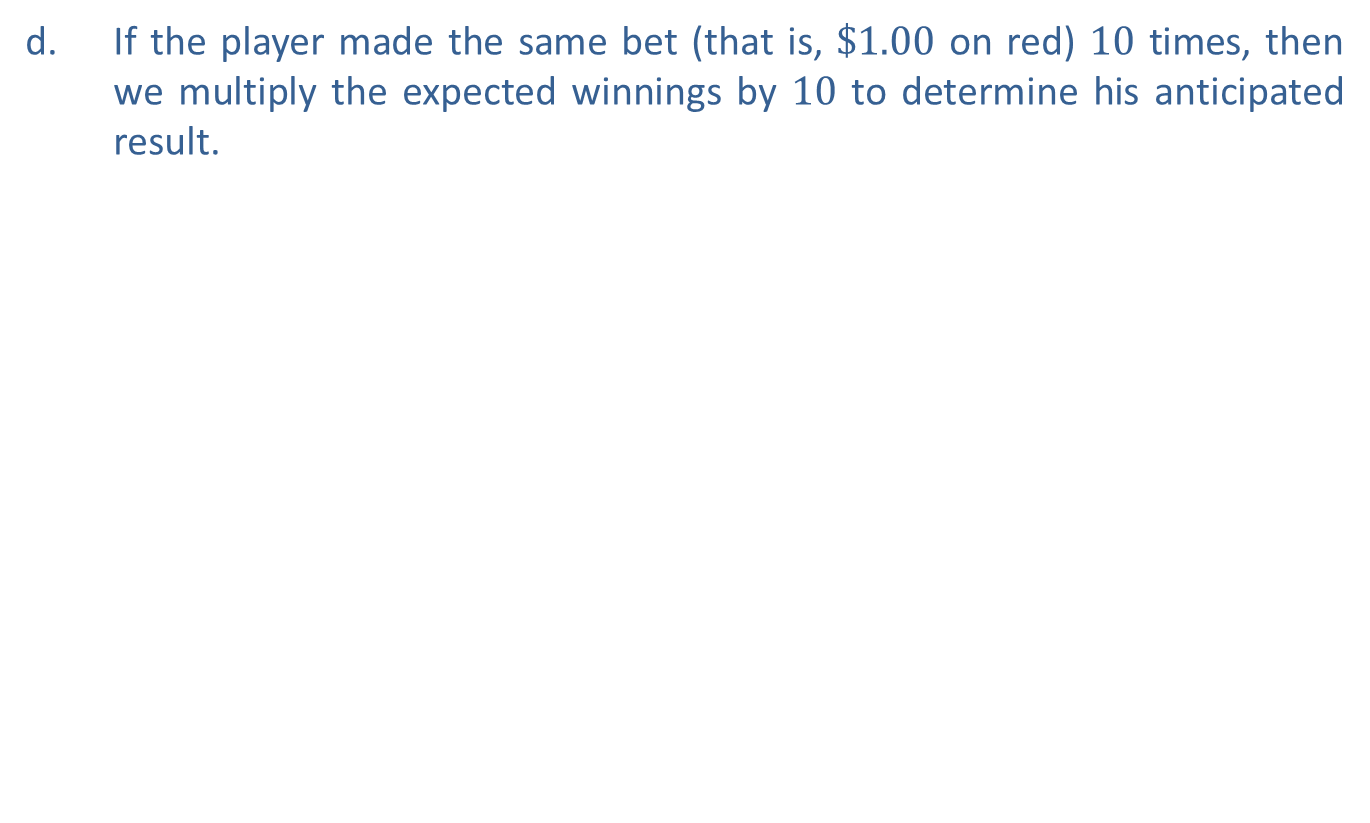 d. If the player made the same bet (that is, $1.00 on red) 10 times, then
we multiply the expected winnings by 10 to determine his anticipated
result.